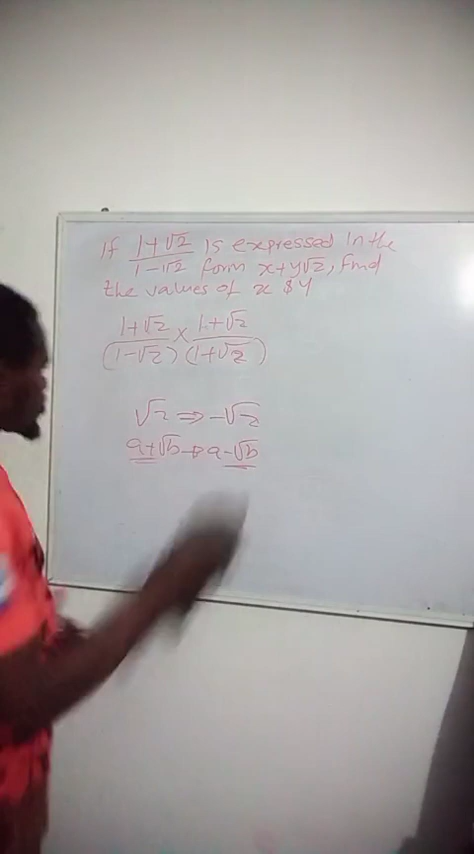 If 1+√2 / 1-√2 is expressed in the
form x+y√2, find
the values of x & y
1+√2 / (1-√2) × 1+√2 / (1+√2)
√2 ⇒ -√2
a+√b → a-√b